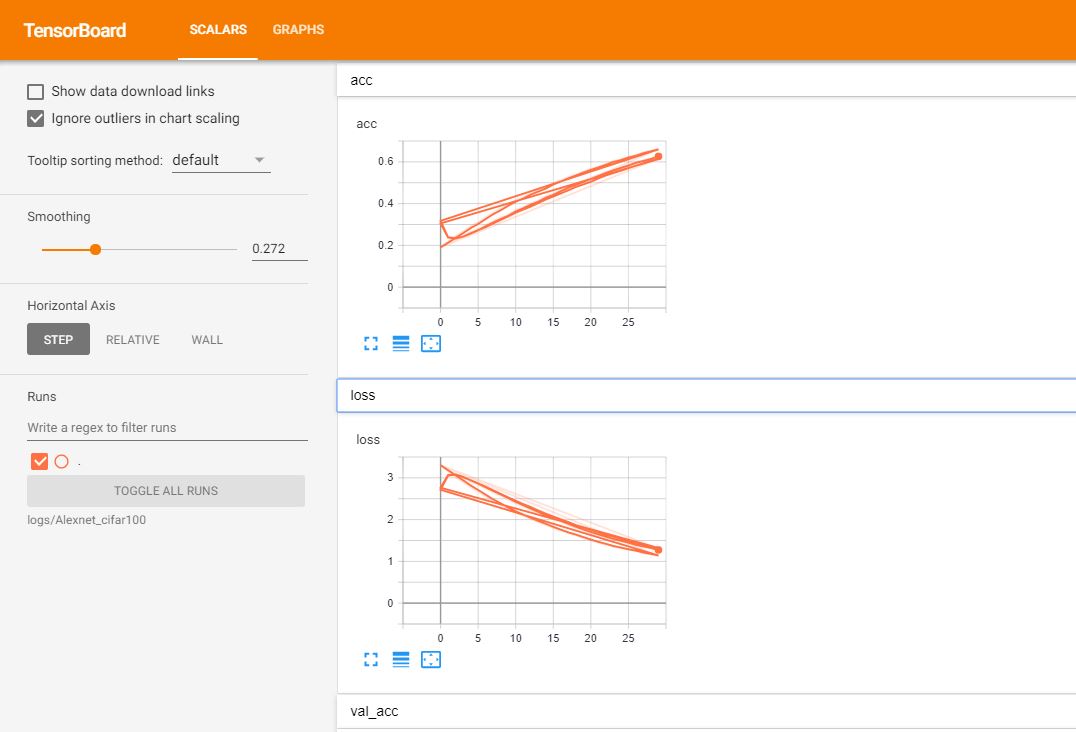 TensorBoard SCALARS GRAPHS
Show data download links
Ignore outliers in chart scaling
Tooltip sorting method: default
Smoothing
0.272
Horizontal Axis
STEP RELATIVE WALL
Runs
Write a regex to filter runs
.
TOGGLE ALL RUNS
logs/Alexnet_cifar100
acc
acc
0.6
0.4
0.2
0
0 5 10 15 20 25
loss
loss
3
2
1
0
0 5 10 15 20 25
val_acc